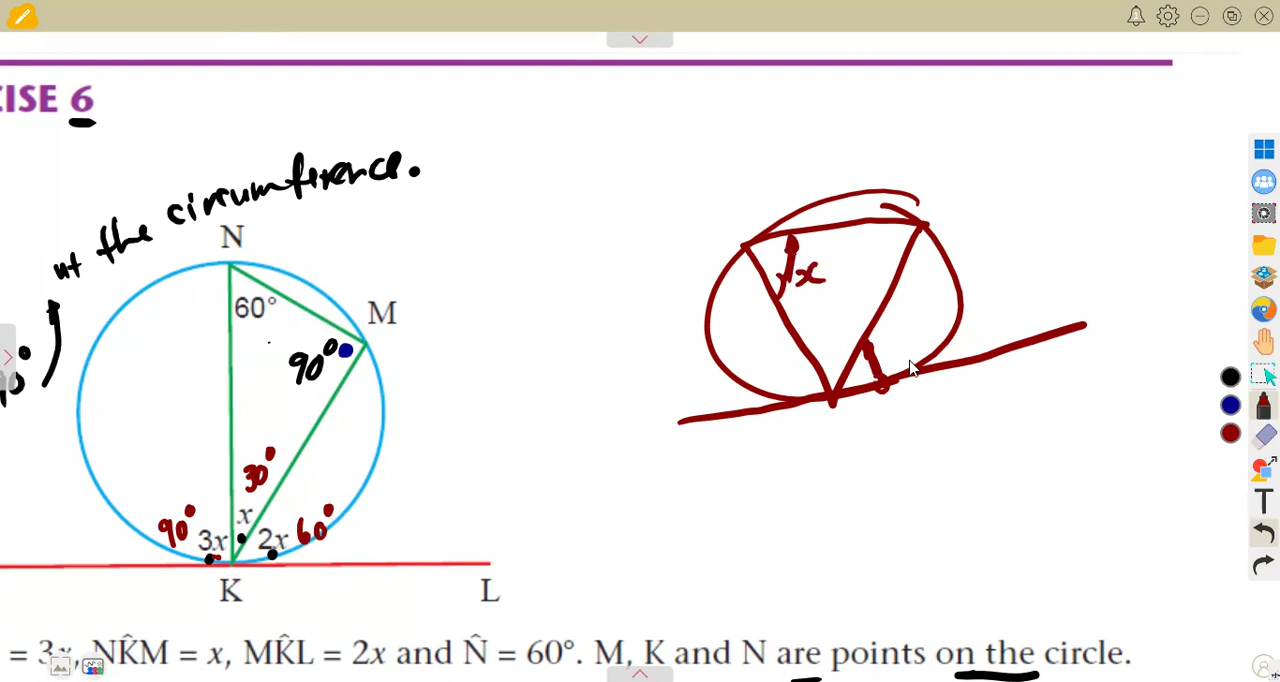 CISE 6
at the circumference.
N
60°
M
90°
30°
x
90°
3x
2x
60°
K
L
x
= 3x, NK̂M = x, MK̂L = 2x and N̂ = 60°. M, K and N are points on the circle.
T